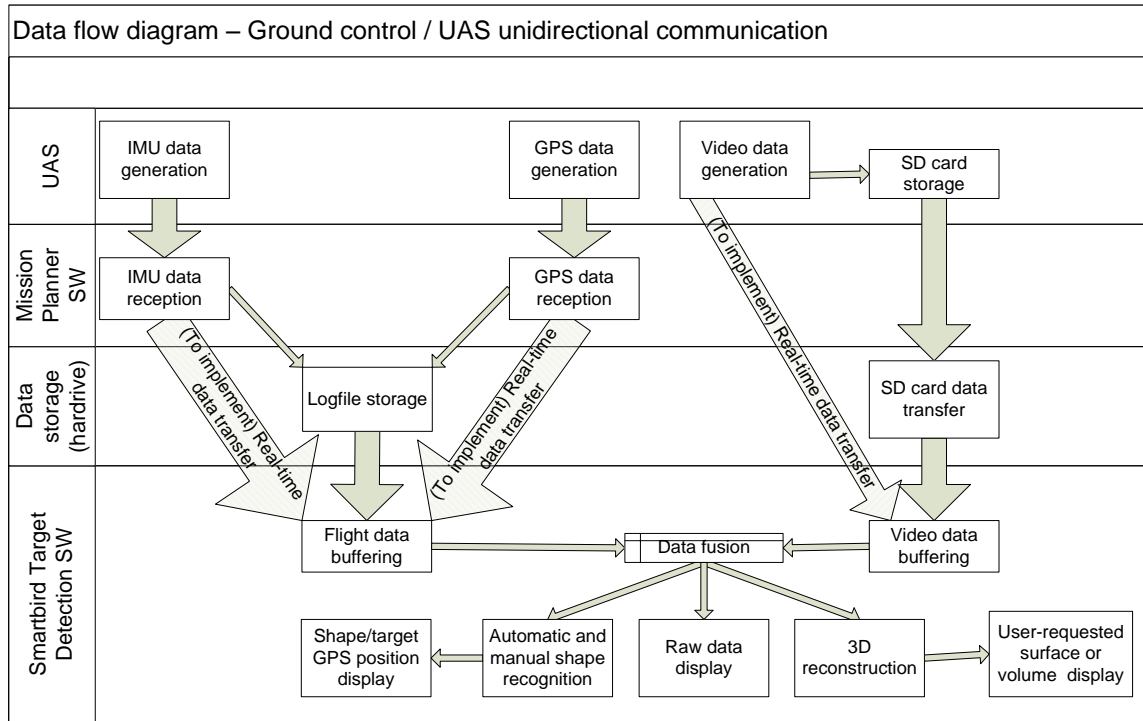 Data flow diagram – Ground control / UAS unidirectional communication
UAS
IMU data
generation
GPS data
generation
Video data
generation
SD card
storage
Mission
Planner
SW
IMU data
reception
GPS data
reception
(To implement) Real-time
data transfer
(To implement) Real-time
data transfer
(To implement) Real-time data transfer
Data
storage
(hardrive)
Logfile storage
SD card data
transfer
Smartbird Target
Detection SW
Flight data
buffering
Data fusion
Video data
buffering
Shape/target
GPS position
display
Automatic and
manual shape
recognition
Raw data
display
3D
reconstruction
User-requested
surface or
volume display